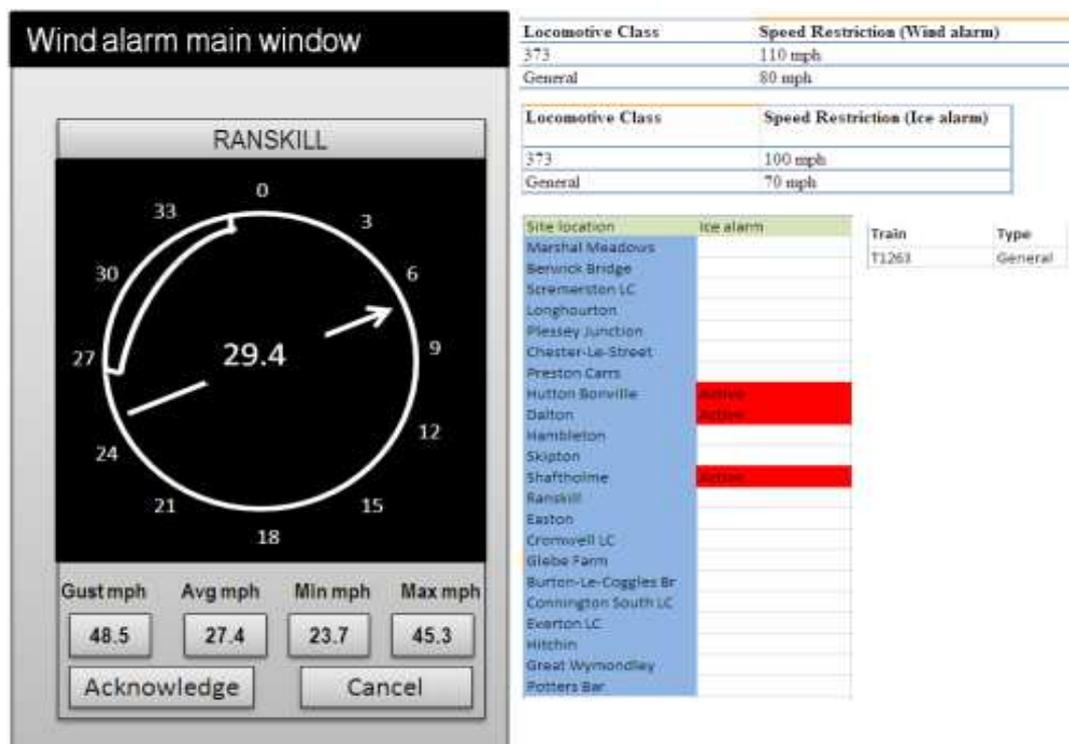 Wind alarm main window
RANSKILL
0
3
6
9
12
15
18
21
24
27
30
33
29.4
Gust mph Avg mph Min mph Max mph
48.5 27.4 23.7 45.3
Acknowledge Cancel
Locomotive Class Speed Restriction (Wind alarm)
373 110 mph
General 80 mph
Locomotive Class Speed Restriction (Ice alarm)
373 100 mph
General 70 mph
Site location Ice alarm
Marshal Meadows
Berwick Bridge
Scremerston LC
Longhourton
Plessey Junction
Chester-Le-Street
Preston Carrs
Hutton Bonville Active
Dalton Active
Hambleton
Skipton
Shaftholme Active
Ranskill
Easton
Cromwell LC
Glebe Farm
Burton-Le-Coggles Br
Connington South LC
Everton LC
Hitchin
Great Wymondley
Potters Bar
Train Type
T1263 General